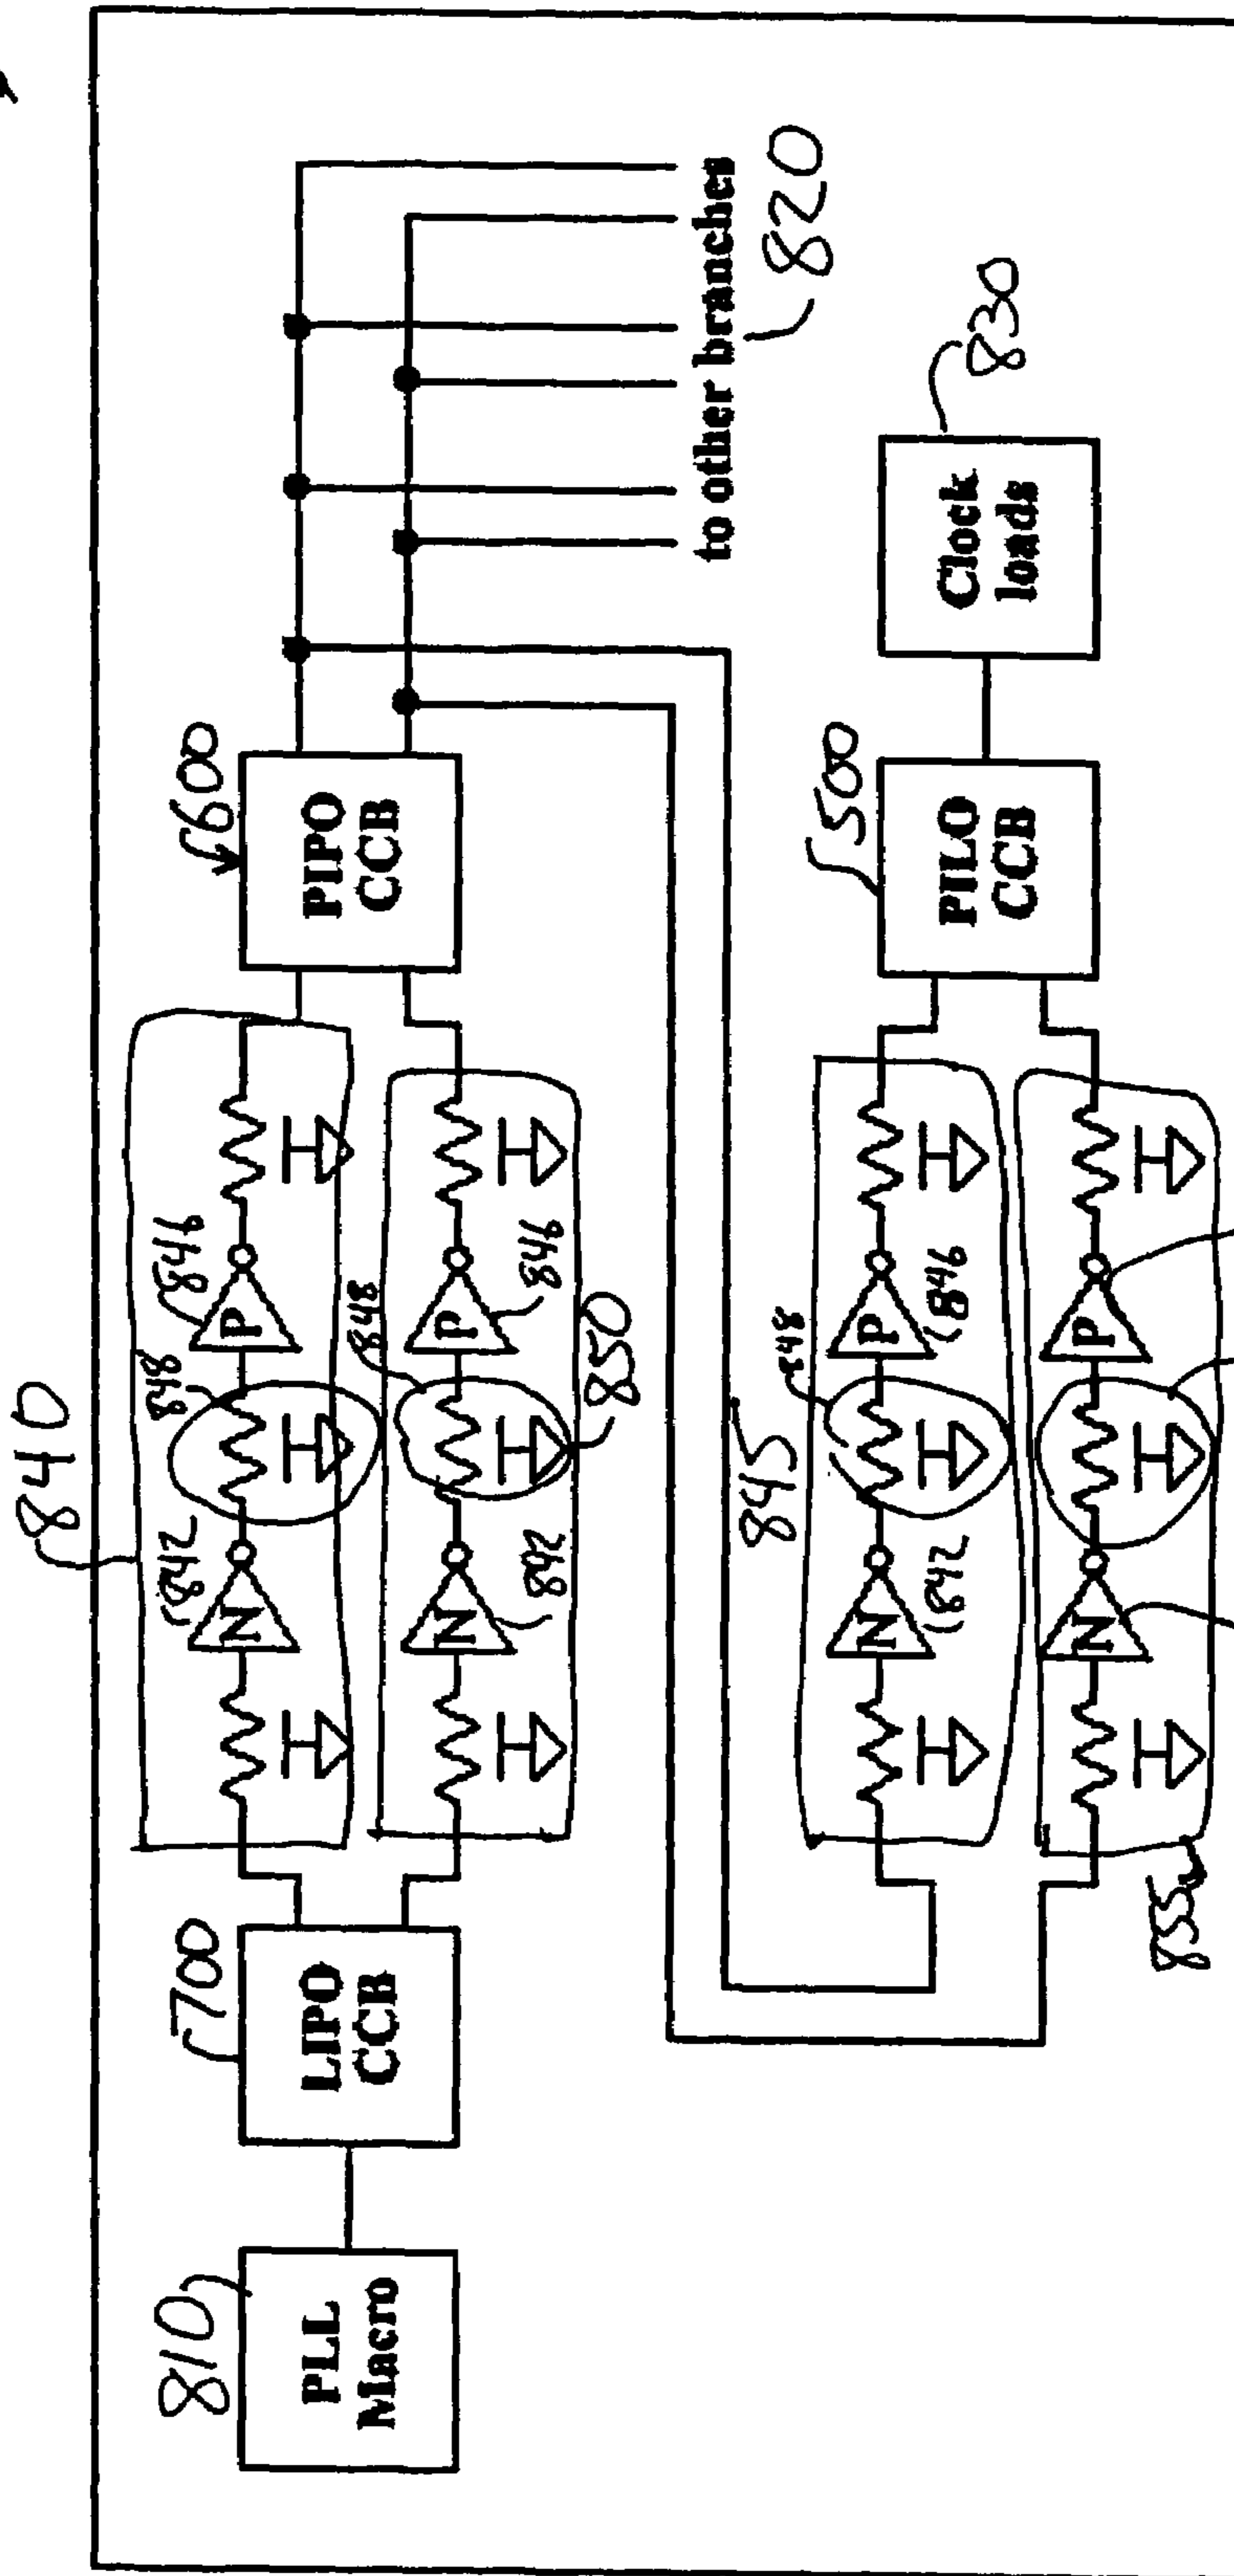 840
810
PLL
Macro
700
LIPO
CCB
842
N
848
846
P
892
N
848
846
P
850
600
PIPO
CCB
to other branches
820
845
842
N
848
846
P
N
P
855
500
PILO
CCB
830
Clock
loads